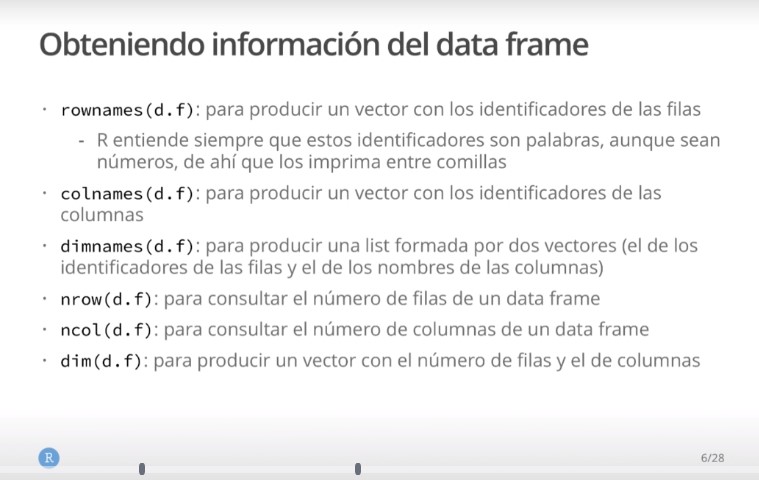 Obteniendo información del data frame
· rownames(d.f): para producir un vector con los identificadores de las filas
- R entiende siempre que estos identificadores son palabras, aunque sean
números, de ahí que los imprima entre comillas
· colnames(d.f): para producir un vector con los identificadores de las
columnas
· dimnames(d.f): para producir una list formada por dos vectores (el de los
identificadores de las filas y el de los nombres de las columnas)
· nrow(d.f): para consultar el número de filas de un data frame
· ncol(d.f): para consultar el número de columnas de un data frame
· dim(d.f): para producir un vector con el número de filas y el de columnas
R
6/28